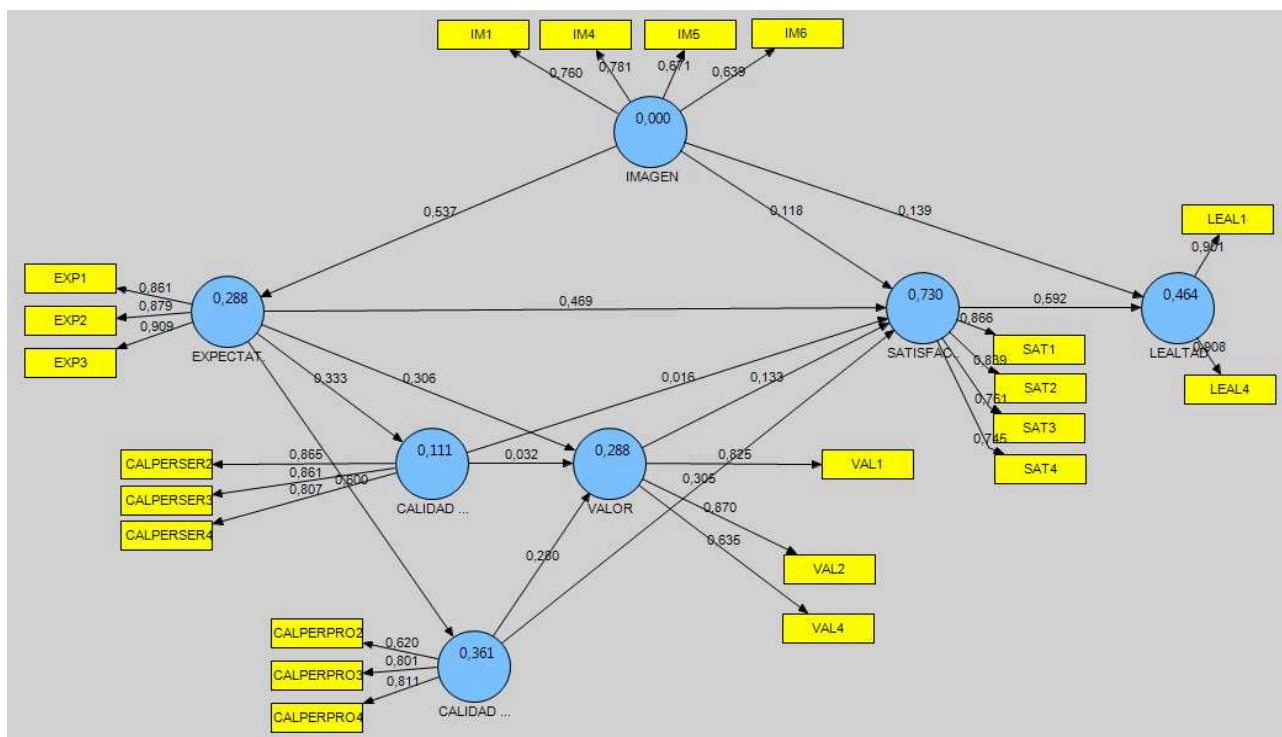 IM1
IM4
IM5
IM6
0,760
0,781
0,671
0,639
0,000
IMAGEN
0,537
0,118
0,139
LEAL1
0,901
EXP1
EXP2
EXP3
0,861
0,879
0,909
0,288
EXPECTAT.
0,469
0,730
SATISFAC..
0,592
0,464
LEALTAD
0,908
LEAL4
0,866
0,839
0,761
0,745
SAT1
SAT2
SAT3
SAT4
0,333
0,306
0,016
0,133
CALPERSER2
CALPERSER3
CALPERSER4
0,865
0,861
0,807
0,600
0,111
CALIDAD ...
0,032
0,288
VALOR
0,825
0,305
0,870
0,635
VAL1
VAL2
VAL4
0,280
CALPERPRO2
CALPERPRO3
CALPERPRO4
0,620
0,801
0,811
0,361
CALIDAD ...